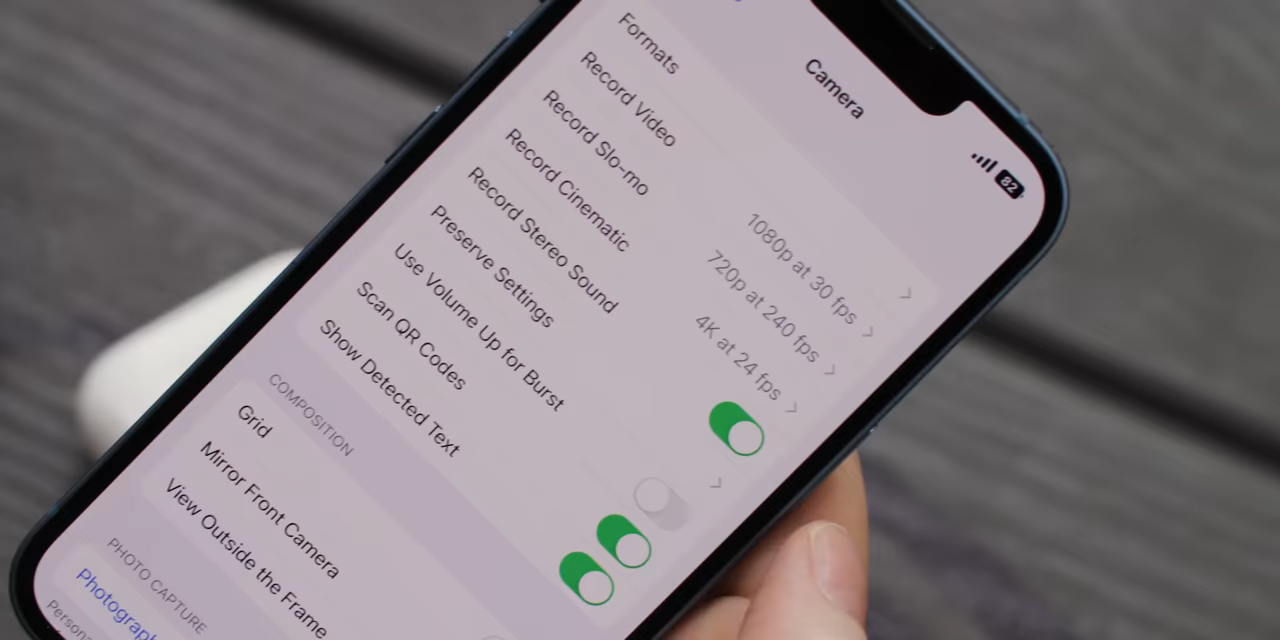 82
Camera
Formats
Record Video 1080p at 30 fps
Record Slo-mo 720p at 240 fps
Record Cinematic 4K at 24 fps
Record Stereo Sound
Preserve Settings
Use Volume Up for Burst
Scan QR Codes
Show Detected Text
COMPOSITION
Grid
Mirror Front Camera
View Outside the Frame
PHOTO CAPTURE